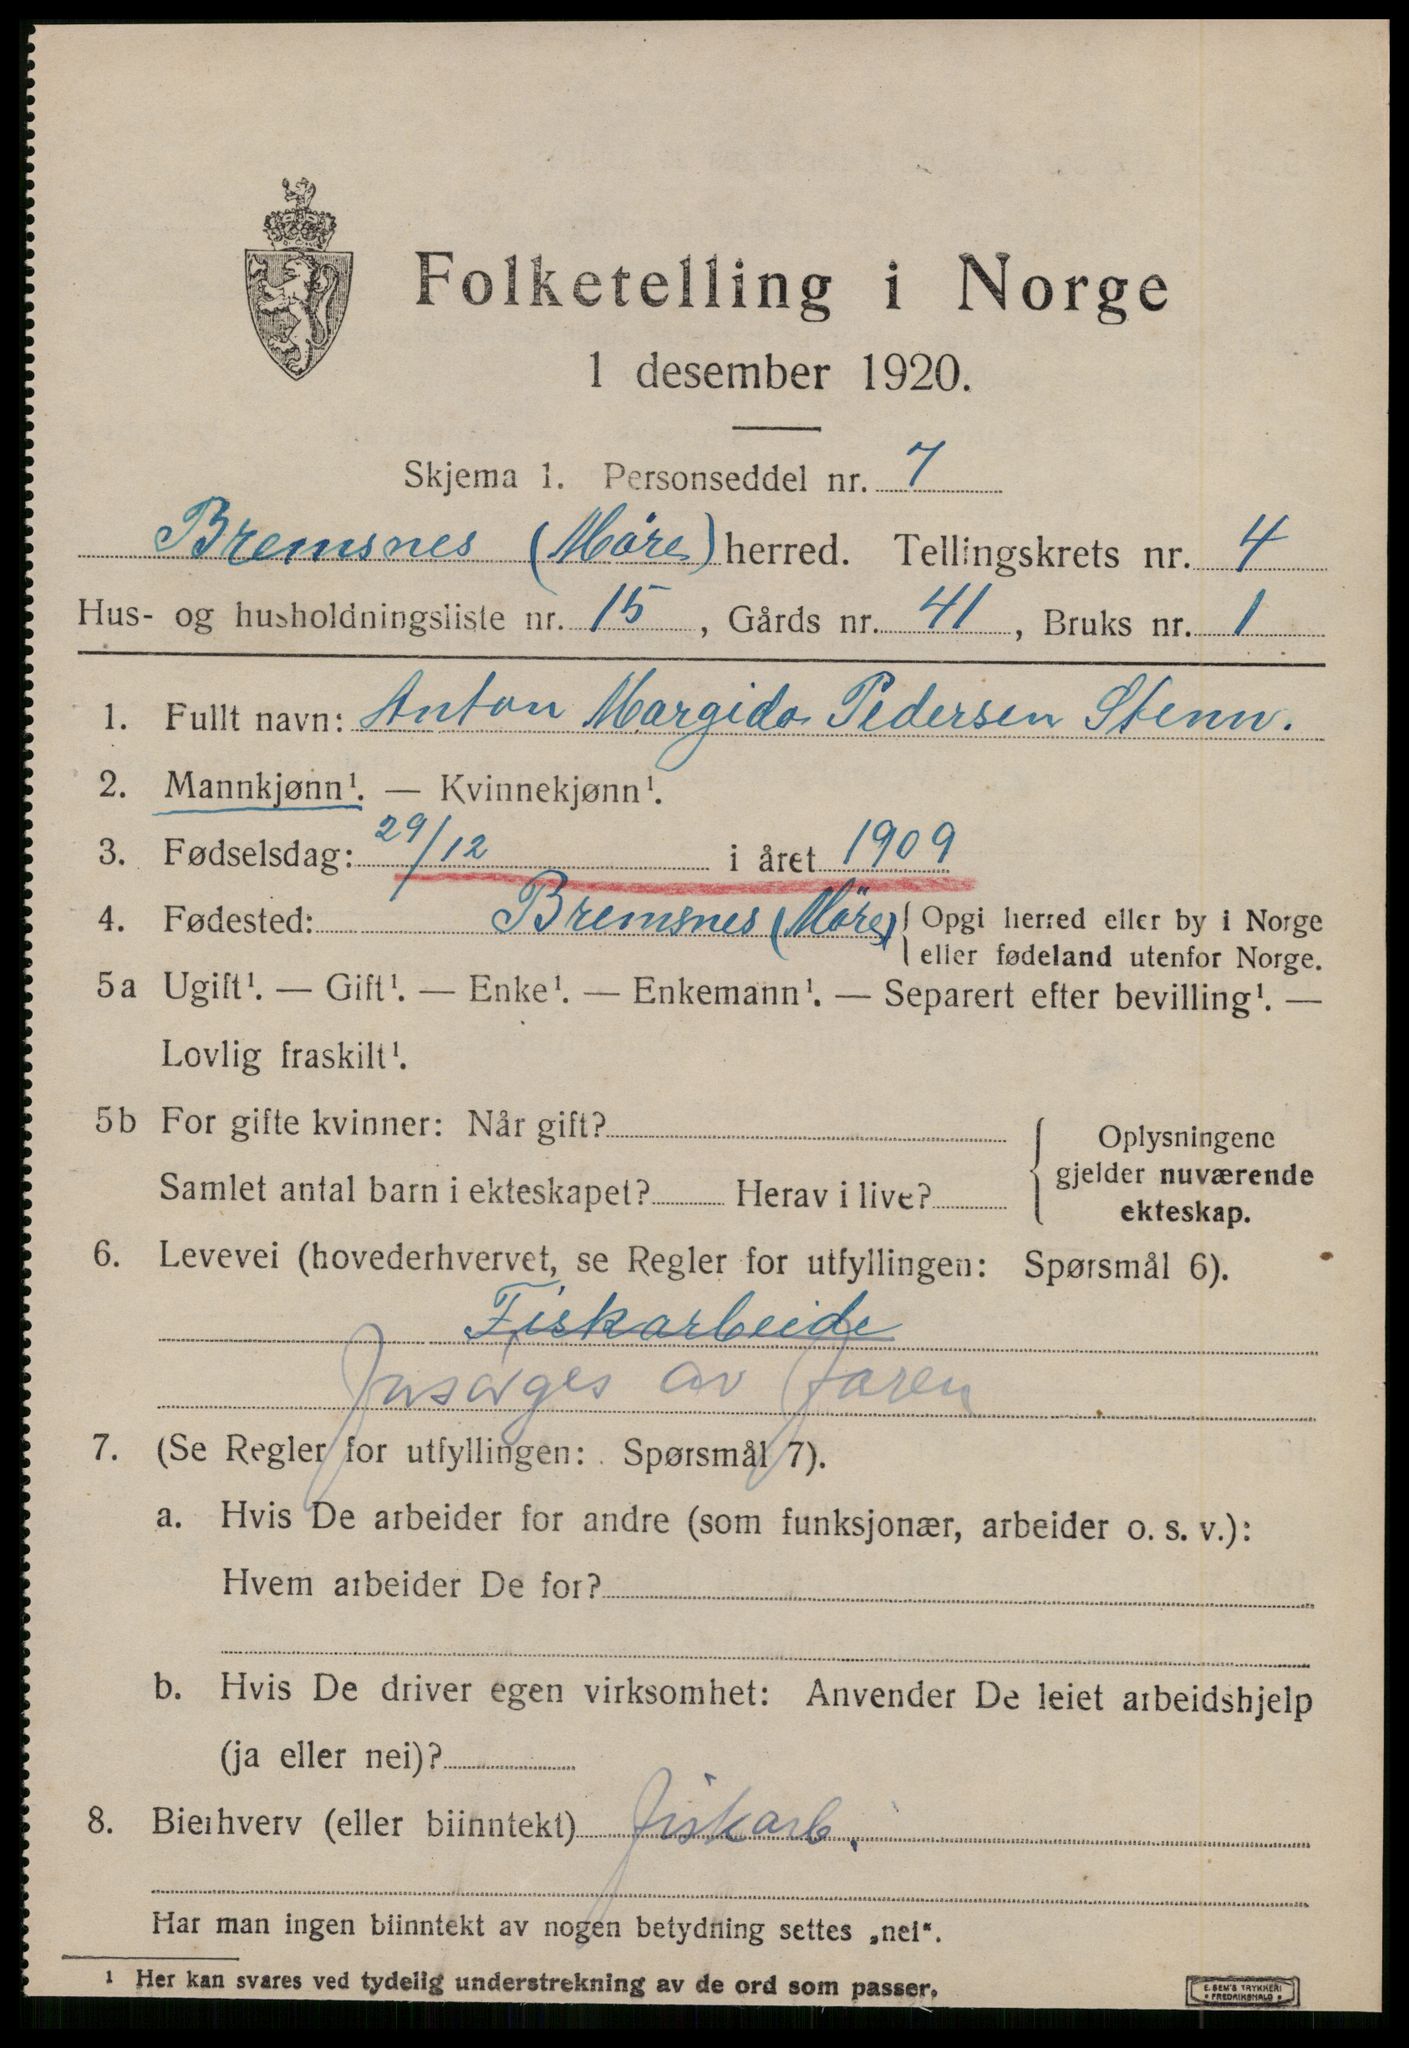 Folketelling i Norge
1 desember 1920.
Skjema 1. Personseddel nr. 7
Bremsnes (Møre) herred. Tellingskrets nr. 4
Hus- og husholdningsliste nr. 15, Gårds nr. 41, Bruks nr. 1
1. Fullt navn: Anton Margido Pedersen Stenn.
2. Mannkjønn¹. — Kvinnekjønn¹.
3. Fødselsdag: 29/12 i året 1909
4. Fødested: Bremsnes (Møre) { Opgi herred eller by i Norge
eller fødeland utenfor Norge.
5a Ugift¹. — Gift¹. — Enke¹. — Enkemann¹. — Separert efter bevilling¹. —
Lovlig fraskilt¹.
5b For gifte kvinner: Når gift?
Samlet antal barn i ekteskapet? Herav i live?
{ Oplysningene
gjelder nuværende
ekteskap.
6. Levevei (hovederhvervet, se Regler for utfyllingen: Spørsmål 6).
Fiskarbeide
Forsørges av Faren
7. (Se Regler for utfyllingen: Spørsmål 7).
a. Hvis De arbeider for andre (som funksjonær, arbeider o. s. v.):
Hvem arbeider De for?
b. Hvis De driver egen virksomhet: Anvender De leiet arbeidshjelp
(ja eller nei)?
8. Bierhverv (eller biinntekt) Fiskarb.
Har man ingen biinntekt av nogen betydning settes „nei“.
¹ Her kan svares ved tydelig understrekning av de ord som passer.
E. SEM'S TRYKKERI
• FREDRIKSHALD •